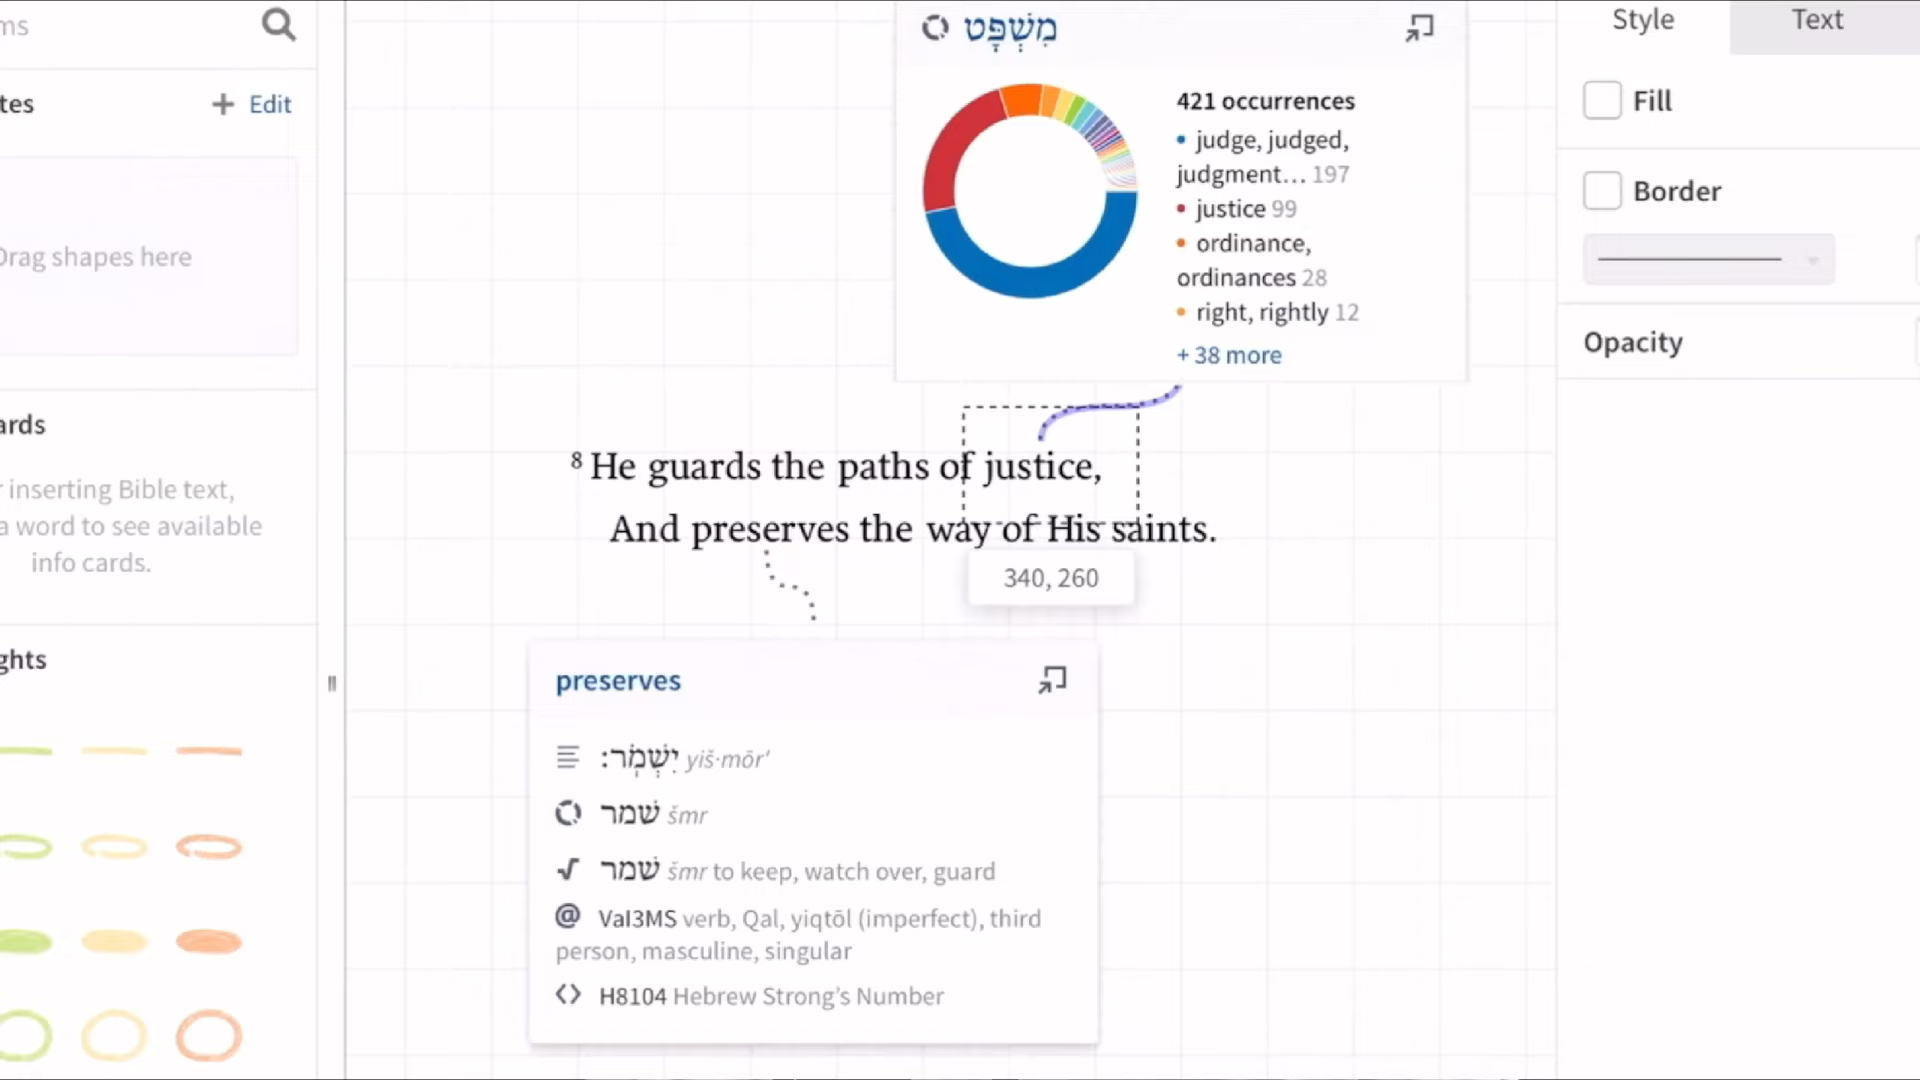 ms
tes
+ Edit
Drag shapes here
ards
r inserting Bible text,
a word to see available
info cards.
ghts
מִשְׁפָּט
421 occurrences
• judge, judged,
judgment... 197
• justice 99
• ordinance,
ordinances 28
• right, rightly 12
+ 38 more
8 He guards the paths of justice,
And preserves the way of His saints.
340, 260
preserves
יִשְׁמֹֽר׃ yiš·mōr′
שׁמר šmr
שׁמר šmr to keep, watch over, guard
@ VaI3MS verb, Qal, yiqtōl (imperfect), third
person, masculine, singular
<> H8104 Hebrew Strong’s Number
Style
Text
Fill
Border
Opacity